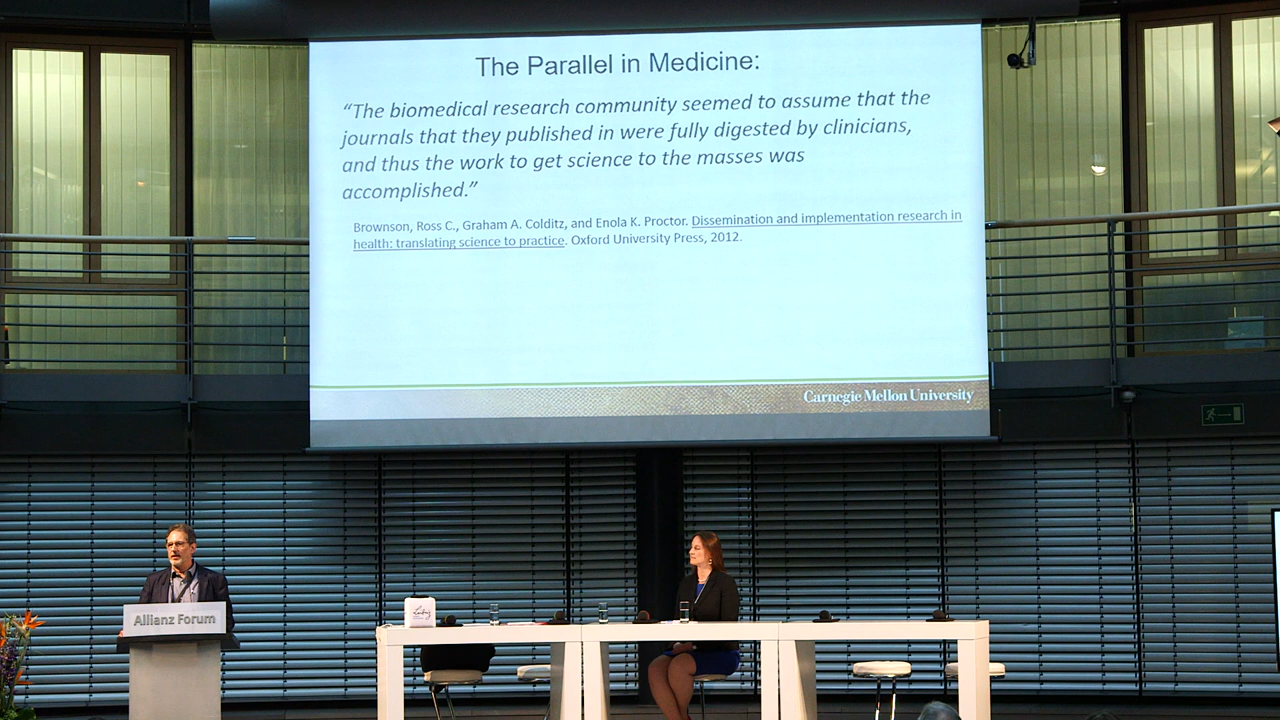 The Parallel in Medicine:
“The biomedical research community seemed to assume that the
journals that they published in were fully digested by clinicians,
and thus the work to get science to the masses was
accomplished.”
Brownson, Ross C., Graham A. Colditz, and Enola K. Proctor. Dissemination and implementation research in
health: translating science to practice. Oxford University Press, 2012.
Carnegie Mellon University
Allianz Forum